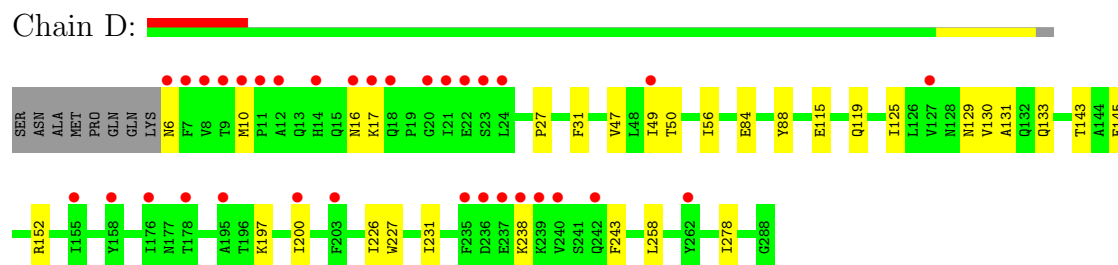 Chain D:
SER ASN ALA MET PRO GLN GLN LYS N6 F7 V8 T9 M10 P11 A12 Q13 H14 Q15 N16 K17 Q18 P19 G20 I21 E22 S23 L24 P27 F31 V47 L48 I49 T50 I56 E84 Y88 E115 Q119 I125 L126 V127 N128 N129 V130 A131 Q132 Q133 T143 A144 E145
R152 I155 Y158 I176 N177 T178 A195 T196 K197 I200 F203 I226 W227 I231 F235 D236 E237 K238 K239 V240 S241 Q242 F243 L258 Y262 I278 G288